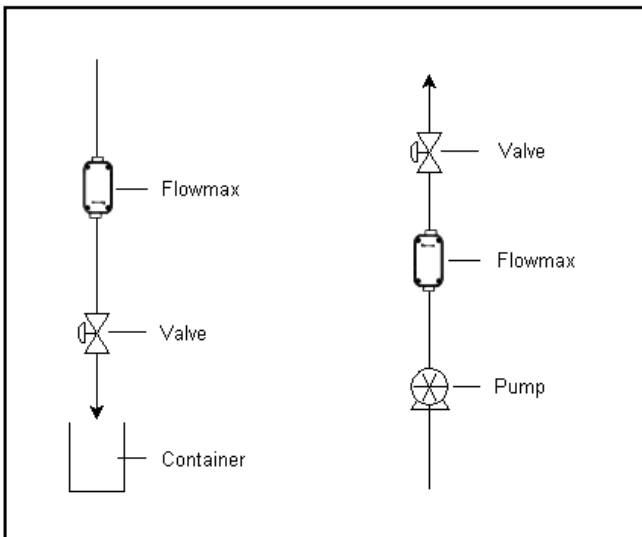 Flowmax
Valve
Container
Valve
Flowmax
Pump